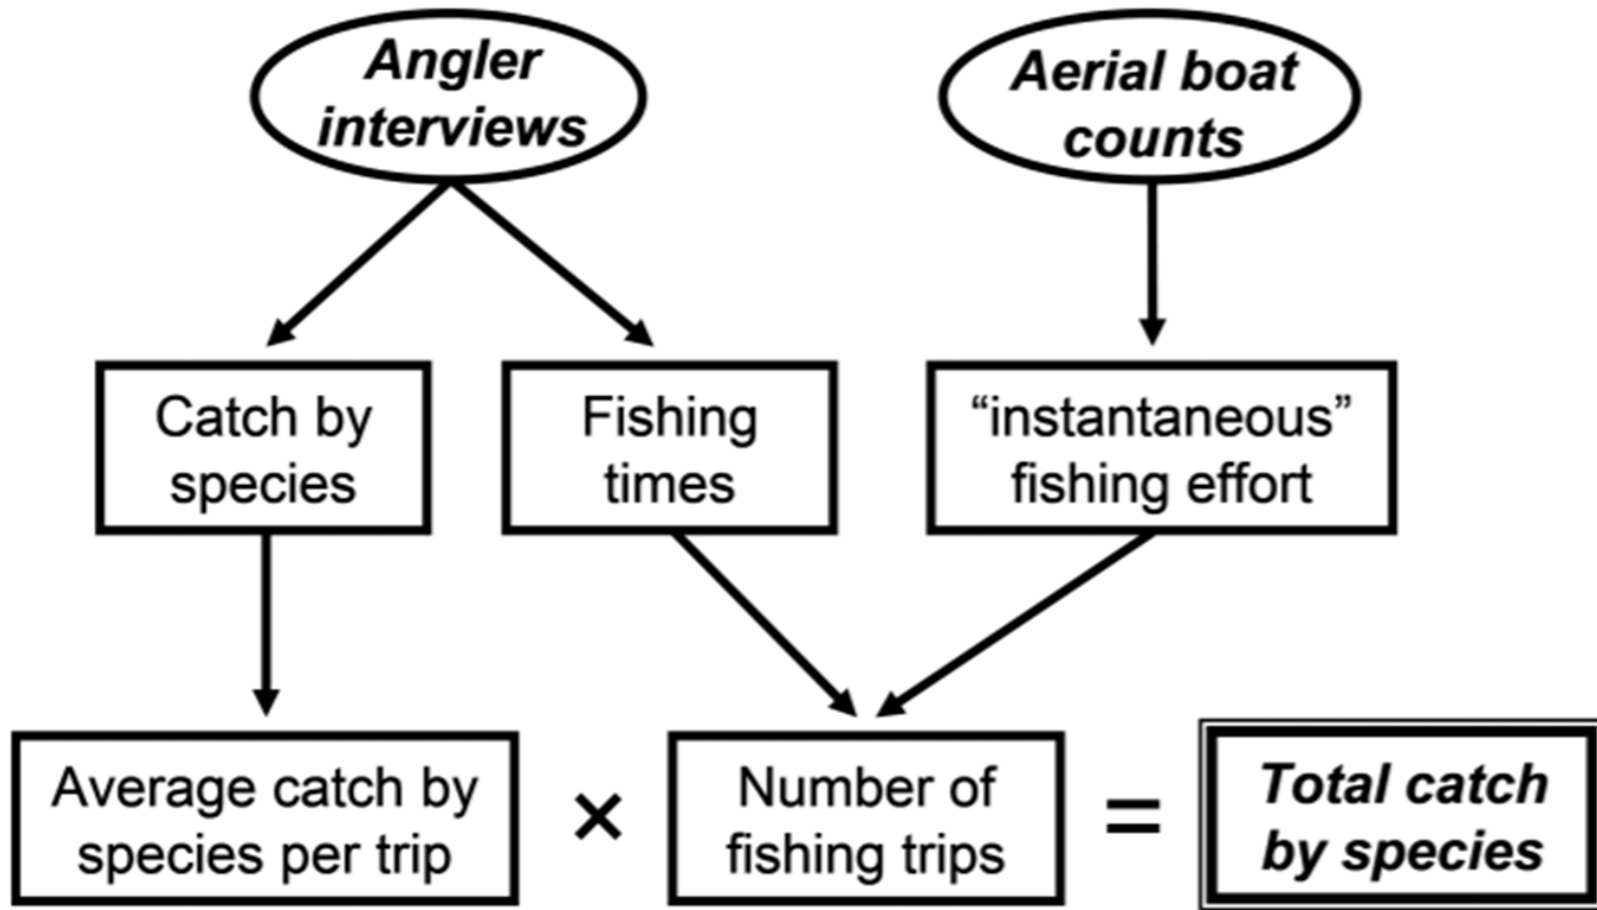 Angler
interviews
Aerial boat
counts
Catch by
species
Fishing
times
“instantaneous”
fishing effort
Average catch by
species per trip
×
Number of
fishing trips
=
Total catch
by species